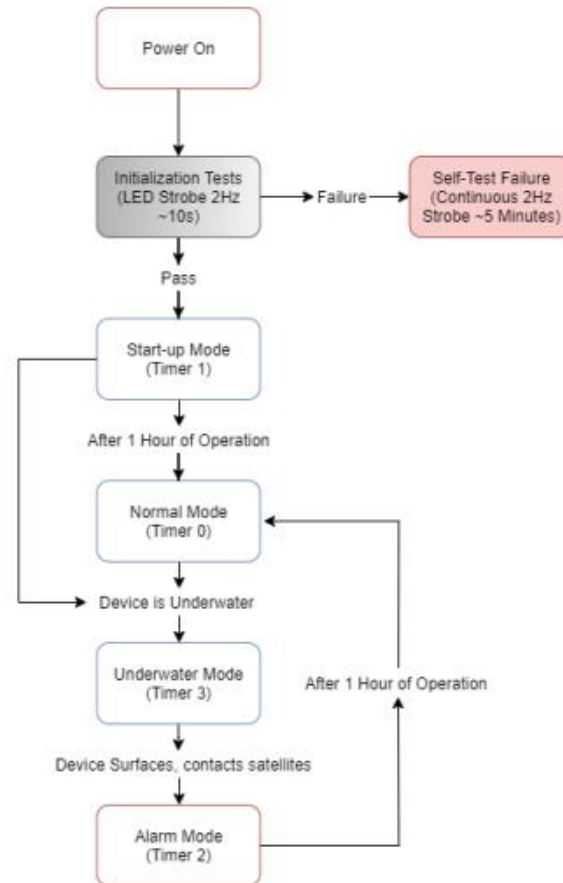 Power On
Initialization Tests
(LED Strobe 2Hz
~10s)
Failure
Self-Test Failure
(Continuous 2Hz
Strobe ~5 Minutes)
Pass
Start-up Mode
(Timer 1)
After 1 Hour of Operation
Normal Mode
(Timer 0)
Device is Underwater
Underwater Mode
(Timer 3)
After 1 Hour of Operation
Device Surfaces, contacts satellites
Alarm Mode
(Timer 2)